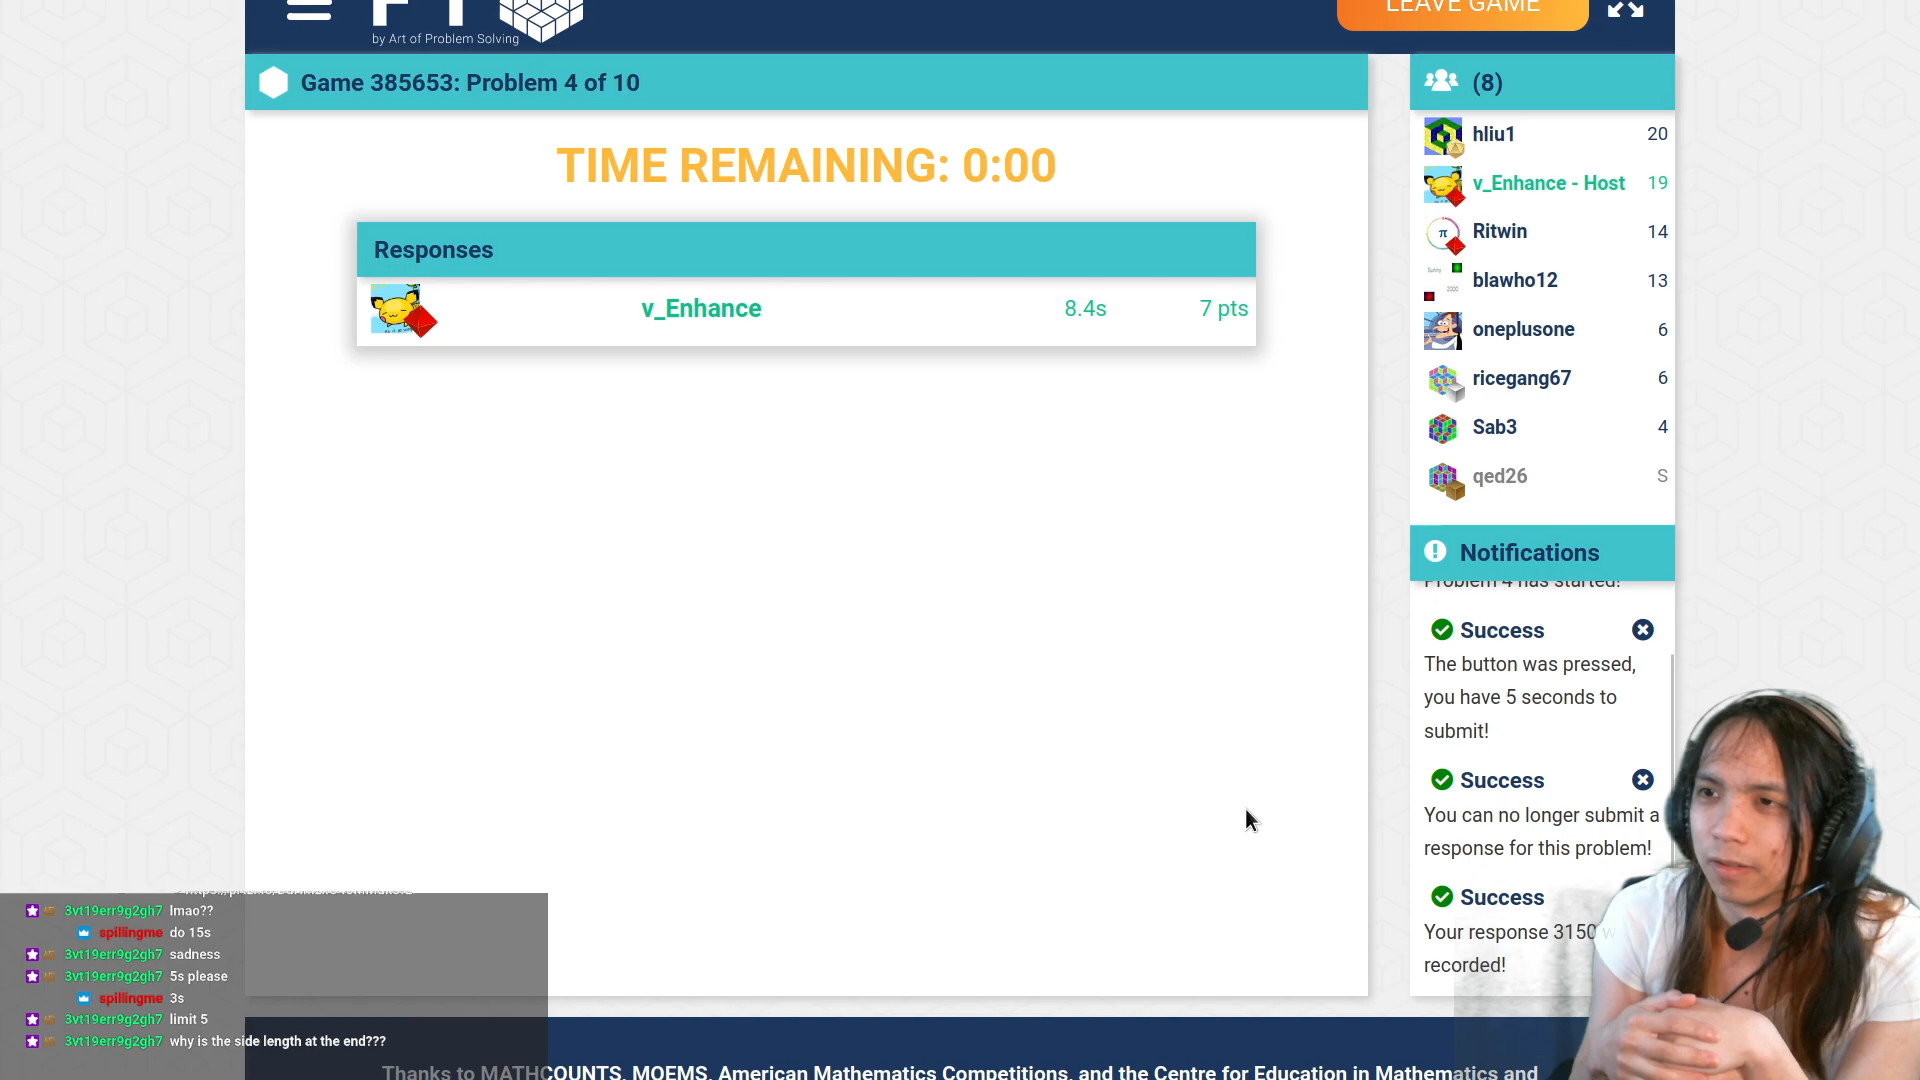 LEAVE GAME
by Art of Problem Solving
Game 385653: Problem 4 of 10
(8)
TIME REMAINING: 0:00
Responses
v_Enhance 8.4s 7 pts
hliu1 20
v_Enhance - Host 19
Ritwin 14
blawho12 13
oneplusone 6
ricegang67 6
Sab3 4
qed26 S
Notifications
Problem 4 has started!
Success
The button was pressed,
you have 5 seconds to
submit!
Success
You can no longer submit a
response for this problem!
Success
Your response 3150 w
recorded!
3vt19err9g2gh7 lmao??
spillingme do 15s
3vt19err9g2gh7 sadness
3vt19err9g2gh7 5s please
spillingme 3s
3vt19err9g2gh7 limit 5
3vt19err9g2gh7 why is the side length at the end???
Thanks to MATHCOUNTS, MOEMS, American Mathematics Competitions, and the Centre for Education in Mathematics and